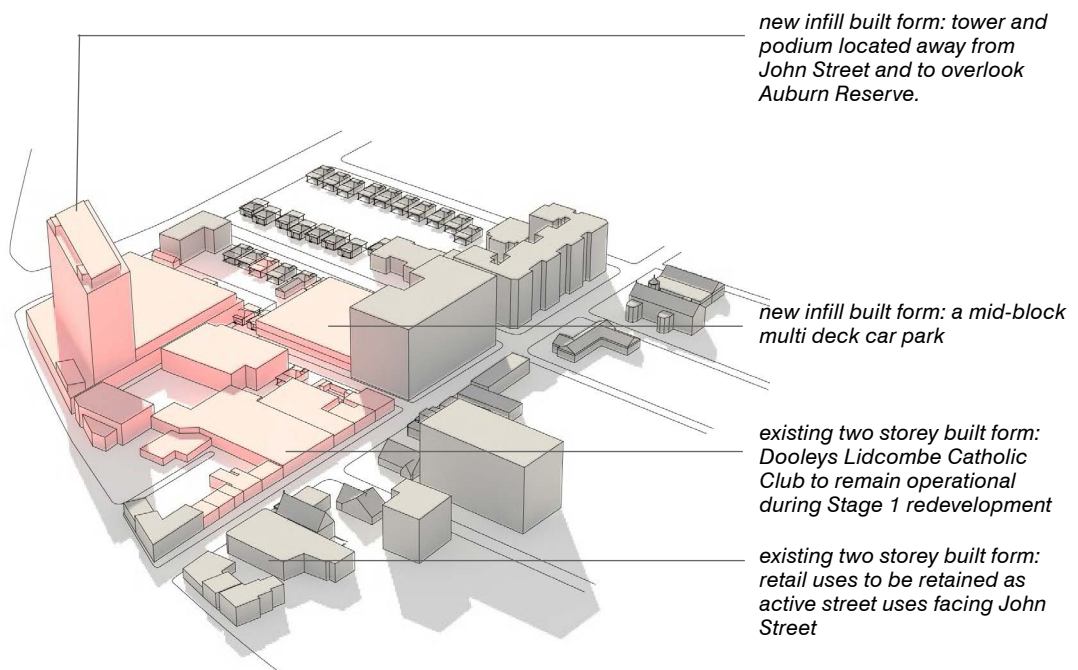 new infill built form: tower and
podium located away from
John Street and to overlook
Auburn Reserve.
new infill built form: a mid-block
multi deck car park
existing two storey built form:
Dooleys Lidcombe Catholic
Club to remain operational
during Stage 1 redevelopment
existing two storey built form:
retail uses to be retained as
active street uses facing John
Street